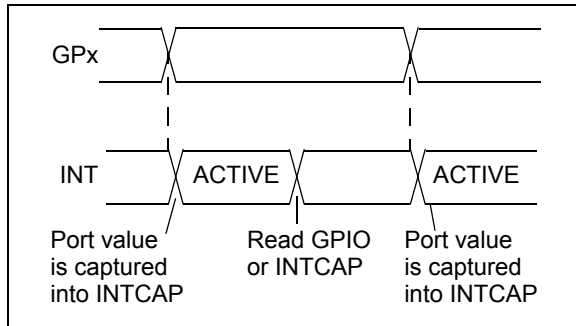 GPx
INT
ACTIVE
ACTIVE
Port value
is captured
into INTCAP
Read GPIO
or INTCAP
Port value
is captured
into INTCAP